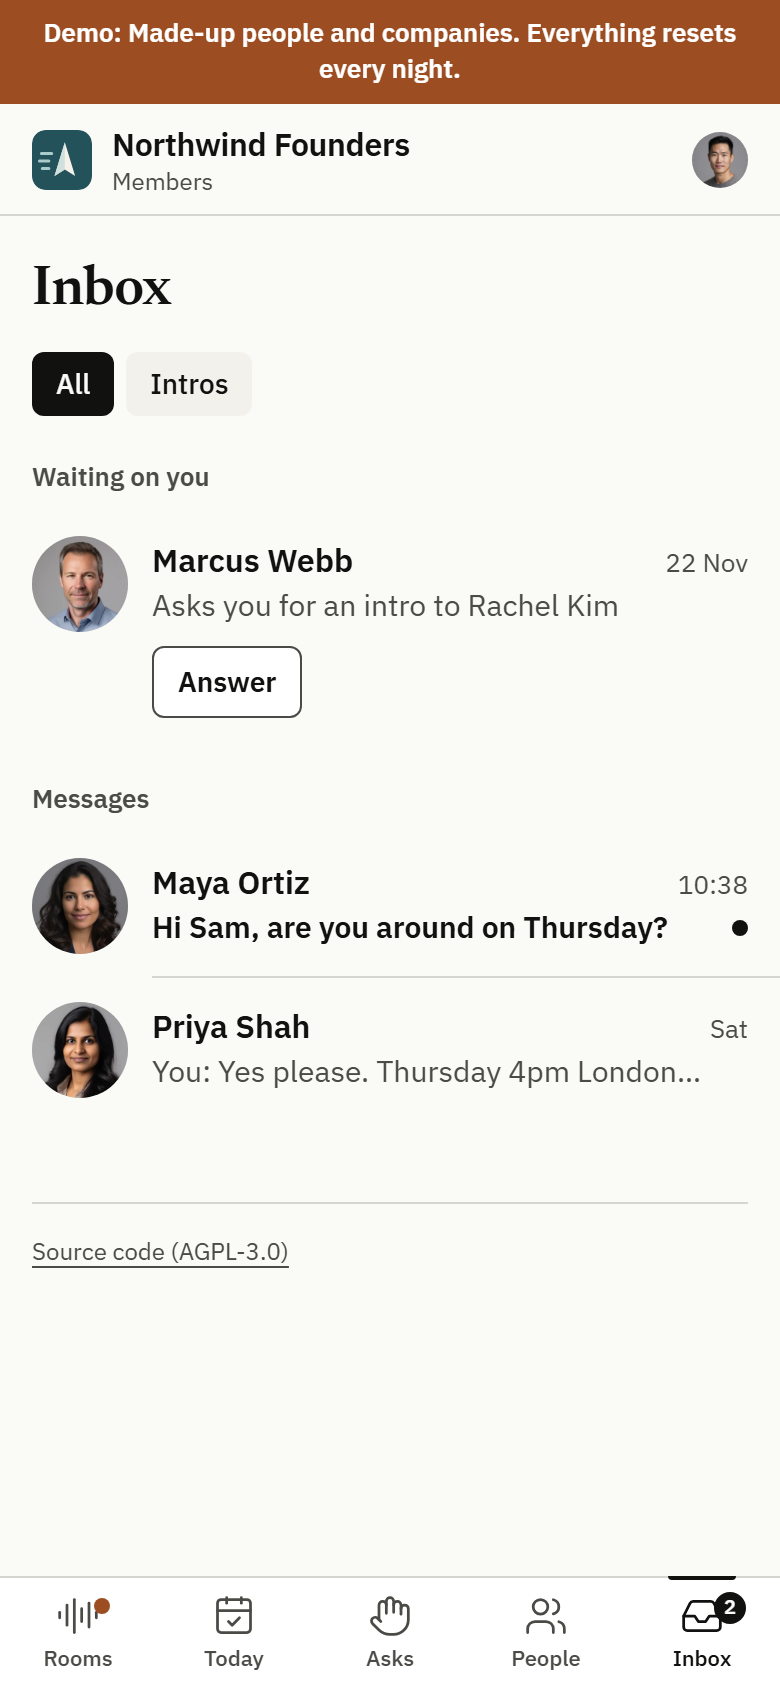 Demo: Made-up people and companies. Everything resets
every night.
Northwind Founders
Members
Inbox
All
Intros
Waiting on you
Marcus Webb
22 Nov
Asks you for an intro to Rachel Kim
Answer
Messages
Maya Ortiz
10:38
Hi Sam, are you around on Thursday?
Priya Shah
Sat
You: Yes please. Thursday 4pm London...
Source code (AGPL-3.0)
2
Rooms
Today
Asks
People
Inbox